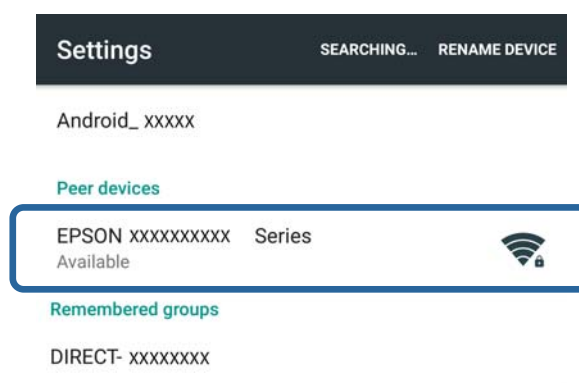 Settings SEARCHING... RENAME DEVICE
Android_ xxxxx
Peer devices
EPSON xxxxxxxxxx Series
Available
Remembered groups
DIRECT- xxxxxxxx